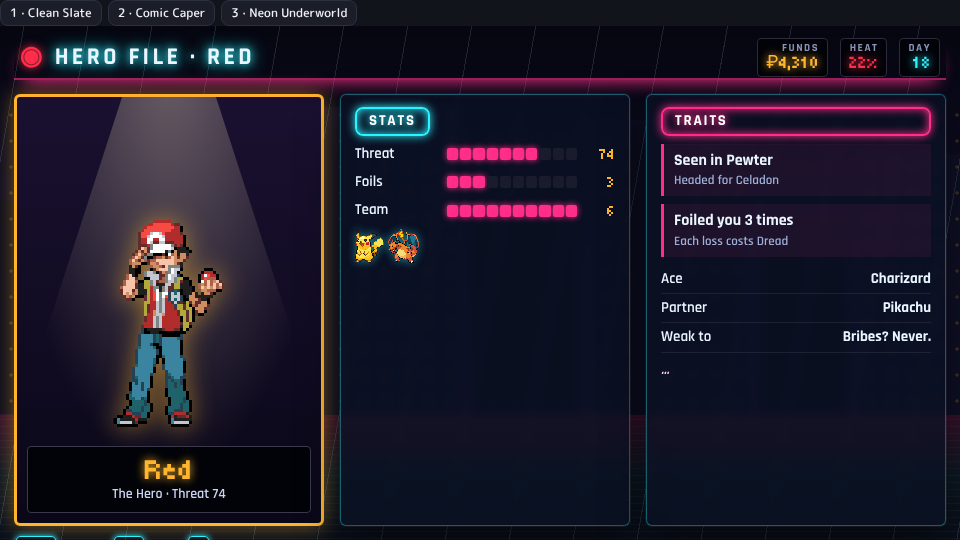 1 · Clean Slate
2 · Comic Caper
3 · Neon Underworld
HERO FILE · RED
FUNDS
₽4,310
HEAT
22%
DAY
18
STATS
Threat
74
Foils
3
Team
6
TRAITS
Seen in Pewter
Headed for Celadon
Foiled you 3 times
Each loss costs Dread
Ace
Charizard
Partner
Pikachu
Weak to
Bribes? Never.
…
Red
The Hero · Threat 74